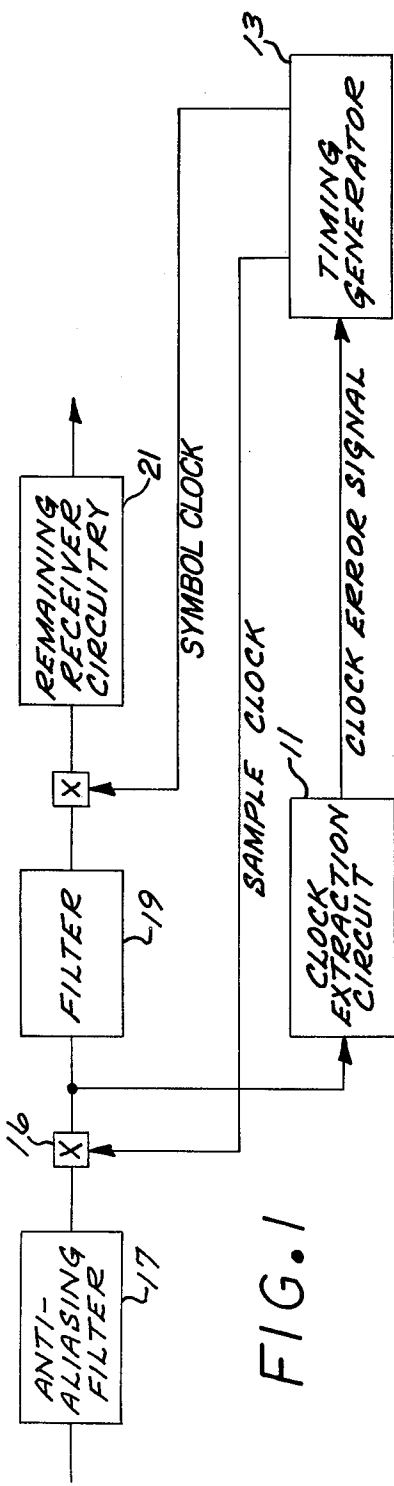 ANTI-
ALIASING
FILTER
17
16
X
FILTER
19
X
REMAINING
RECEIVER
CIRCUITRY
21
SYMBOL CLOCK
SAMPLE CLOCK
CLOCK
EXTRACTION
CIRCUIT
11
CLOCK ERROR SIGNAL
TIMING
GENERATOR
13
FIG. 1